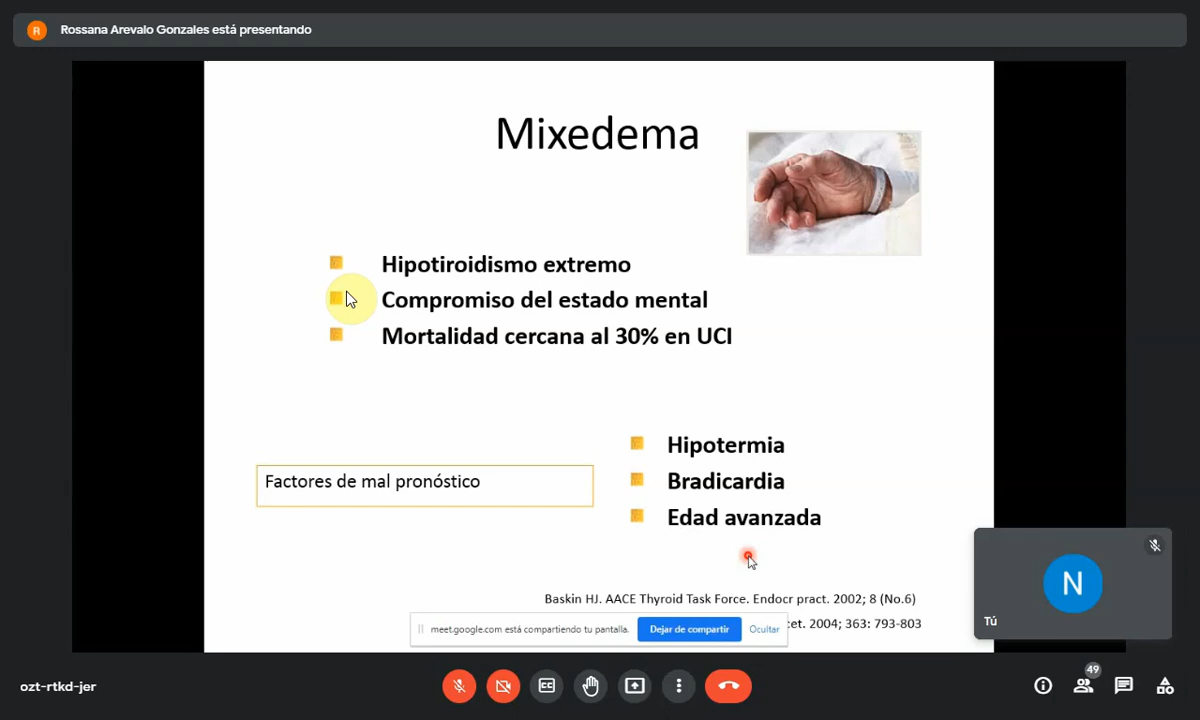 R
Rossana Arevalo Gonzales está presentando
Mixedema
Hipotiroidismo extremo
Compromiso del estado mental
Mortalidad cercana al 30% en UCI
Hipotermia
Factores de mal pronóstico
Bradicardia
Edad avanzada
N
Tú
Baskin HJ. AACE Thyroid Task Force. Endocr pract. 2002; 8 (No.6)
2004; 363: 793-803
meet.google.com está compartiendo tu pantalla.
Dejar de compartir
Ocultar
ozt-rtkd-jer
49